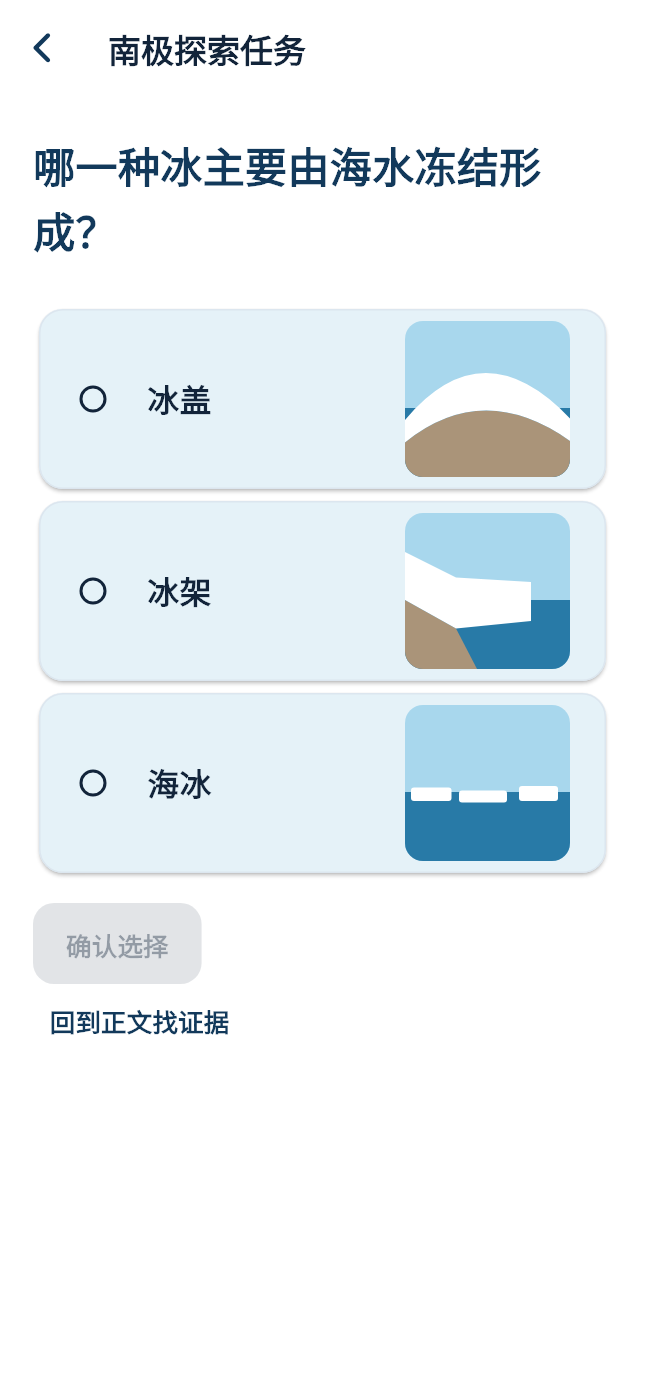 南极探索任务
哪一种冰主要由海水冻结形
成？
冰盖
冰架
海冰
确认选择
回到正文找证据